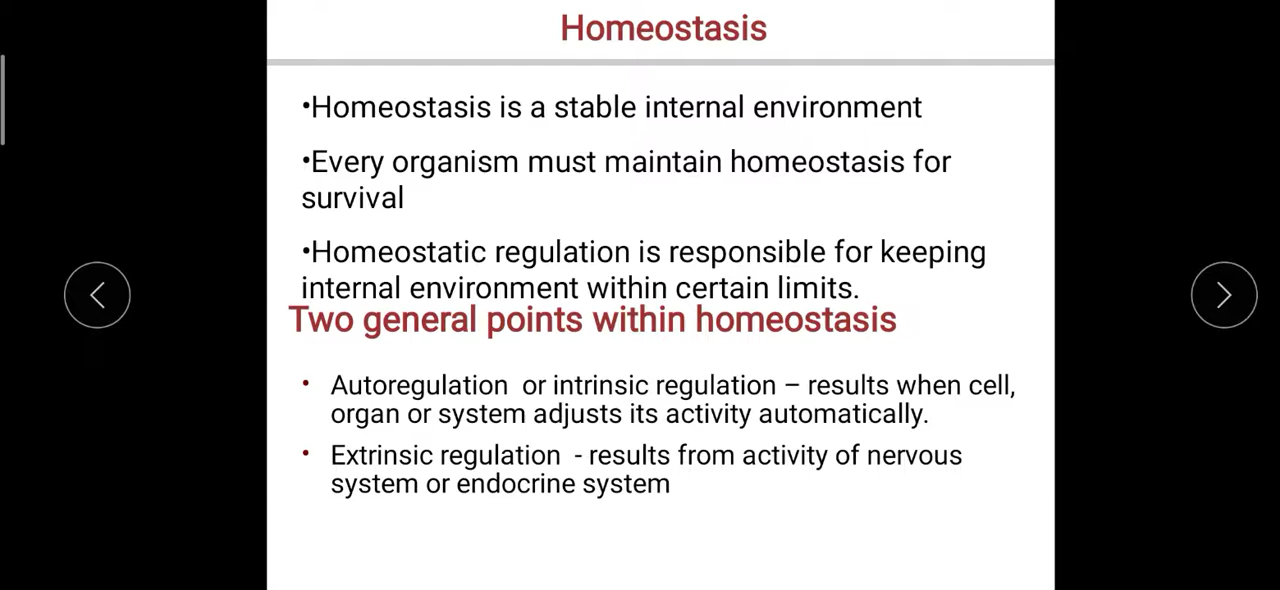 Homeostasis
•Homeostasis is a stable internal environment
•Every organism must maintain homeostasis for
survival
•Homeostatic regulation is responsible for keeping
internal environment within certain limits.
Two general points within homeostasis
• Autoregulation  or intrinsic regulation – results when cell,
organ or system adjusts its activity automatically.
• Extrinsic regulation  - results from activity of nervous
system or endocrine system